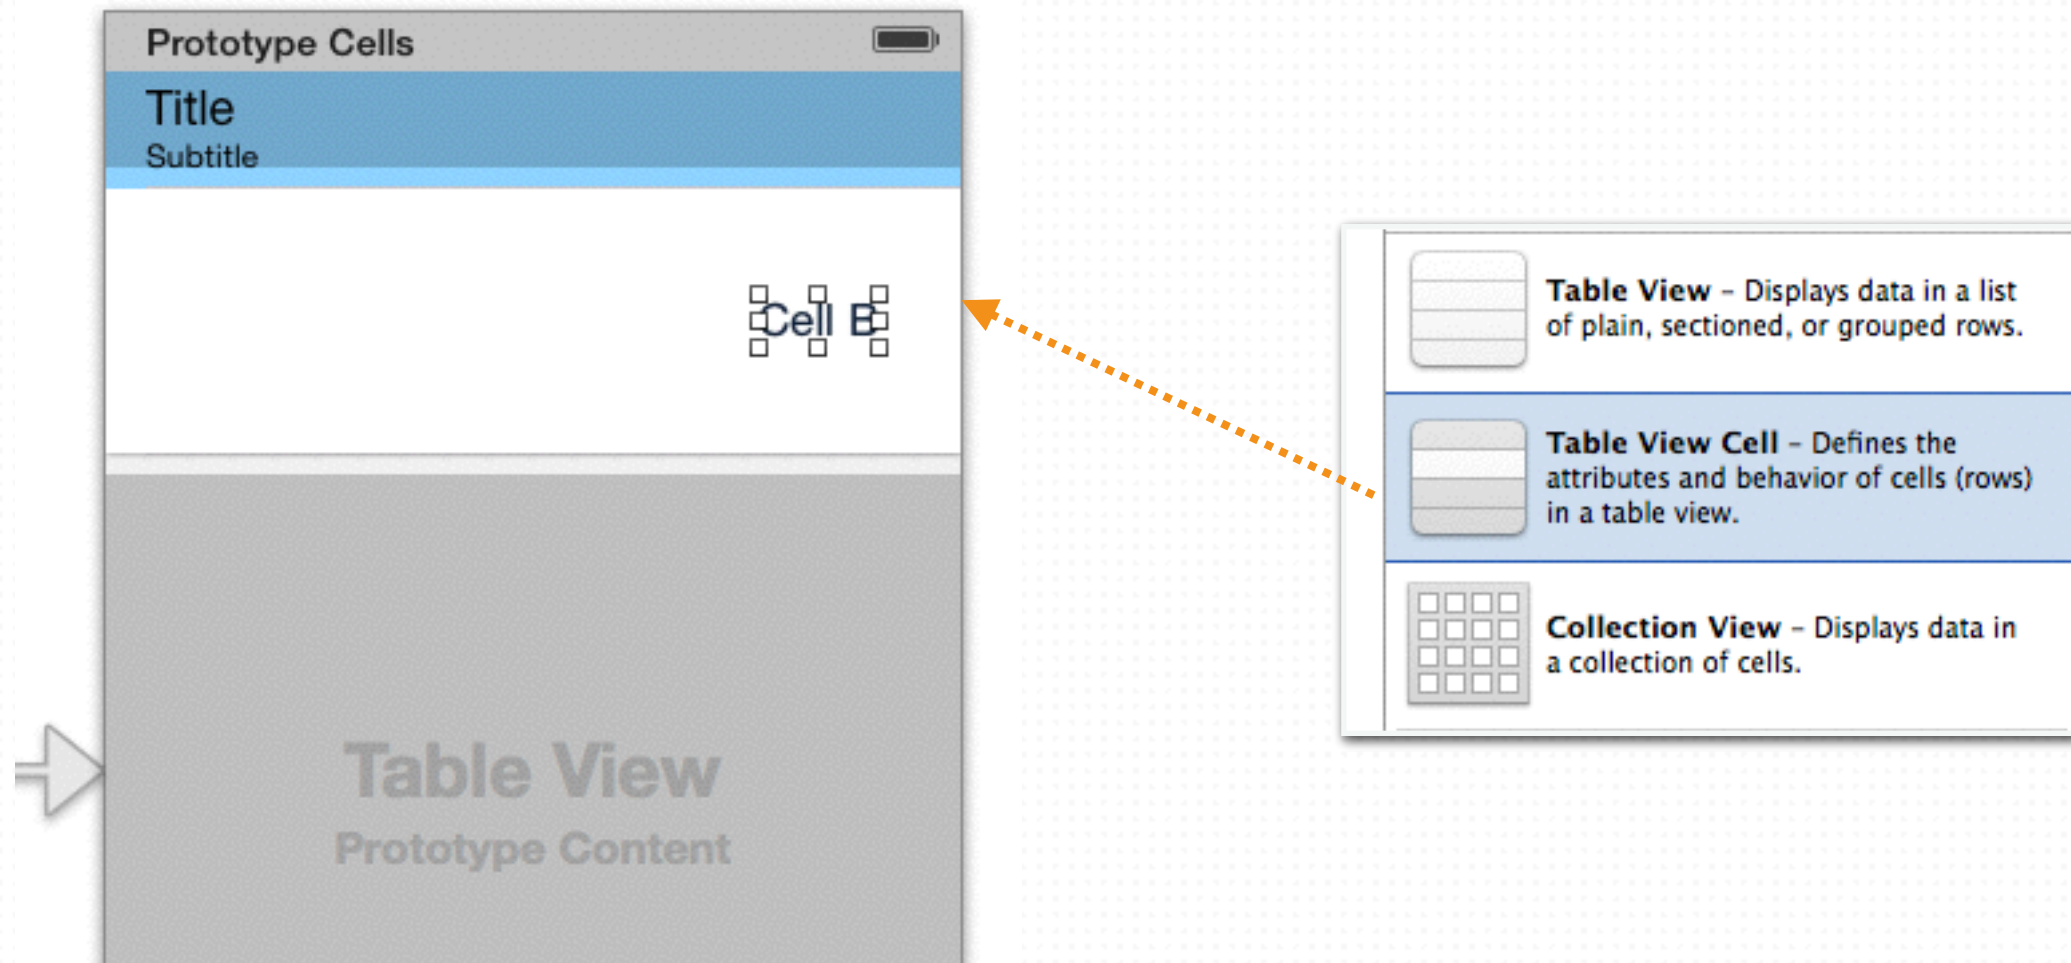 Prototype Cells
Title
Subtitle
Cell B
Table View
Prototype Content
Table View – Displays data in a list
of plain, sectioned, or grouped rows.
Table View Cell – Defines the
attributes and behavior of cells (rows)
in a table view.
Collection View – Displays data in
a collection of cells.